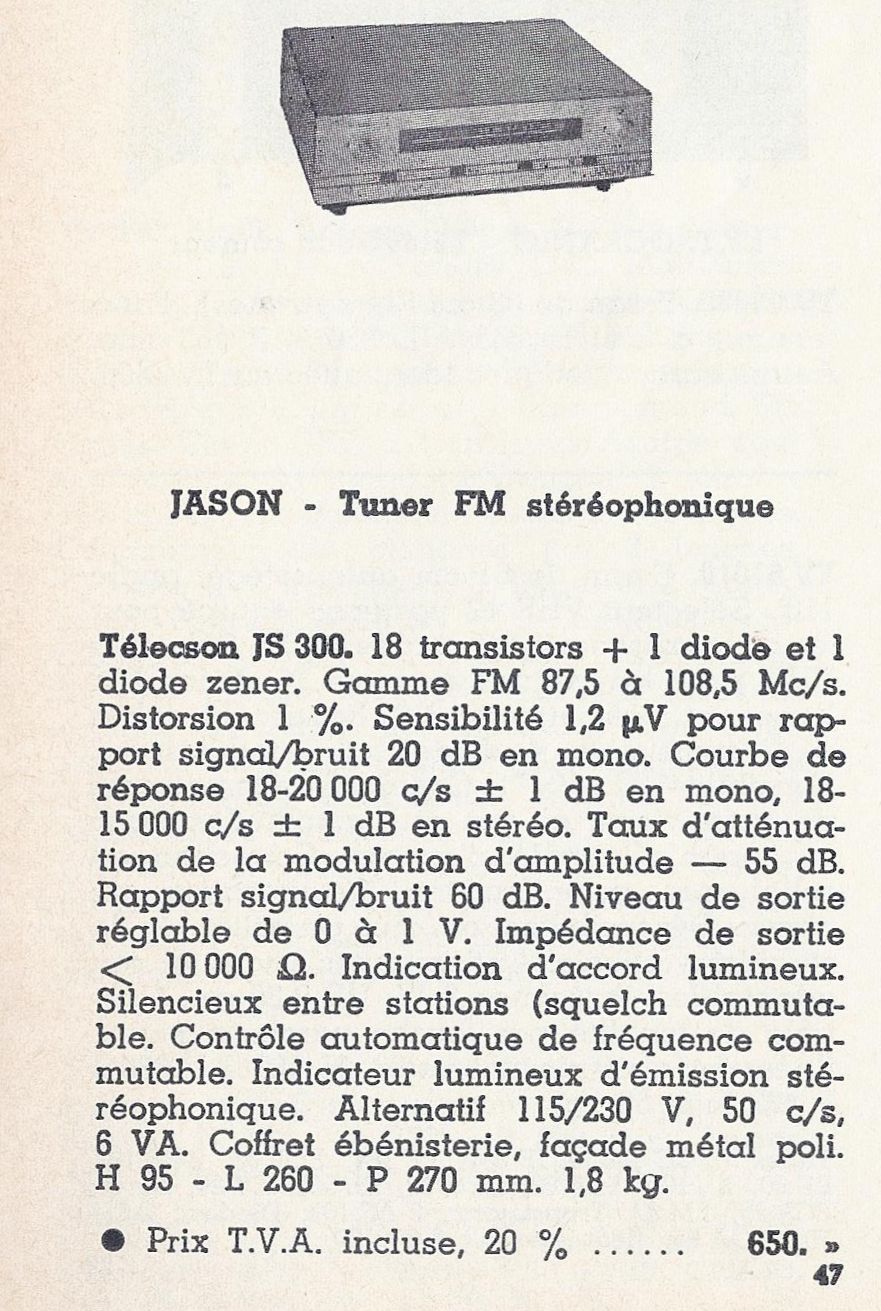 JASON - Tuner FM stéréophonique
Télecson JS 300. 18 transistors + 1 diode et 1
diode zener. Gamme FM 87,5 à 108,5 Mc/s.
Distorsion 1 %. Sensibilité 1,2 µV pour rap-
port signal/bruit 20 dB en mono. Courbe de
réponse 18-20 000 c/s ± 1 dB en mono, 18-
15 000 c/s ± 1 dB en stéréo. Taux d'atténua-
tion de la modulation d'amplitude — 55 dB.
Rapport signal/bruit 60 dB. Niveau de sortie
réglable de 0 à 1 V. Impédance de sortie
< 10 000 Ω. Indication d'accord lumineux.
Silencieux entre stations (squelch commuta-
ble. Contrôle automatique de fréquence com-
mutable. Indicateur lumineux d'émission sté-
réophonique. Alternatif 115/230 V, 50 c/s,
6 VA. Coffret ébénisterie, façade métal poli.
H 95 - L 260 - P 270 mm. 1,8 kg.
● Prix T.V.A. incluse, 20 % ...... 650. »
47